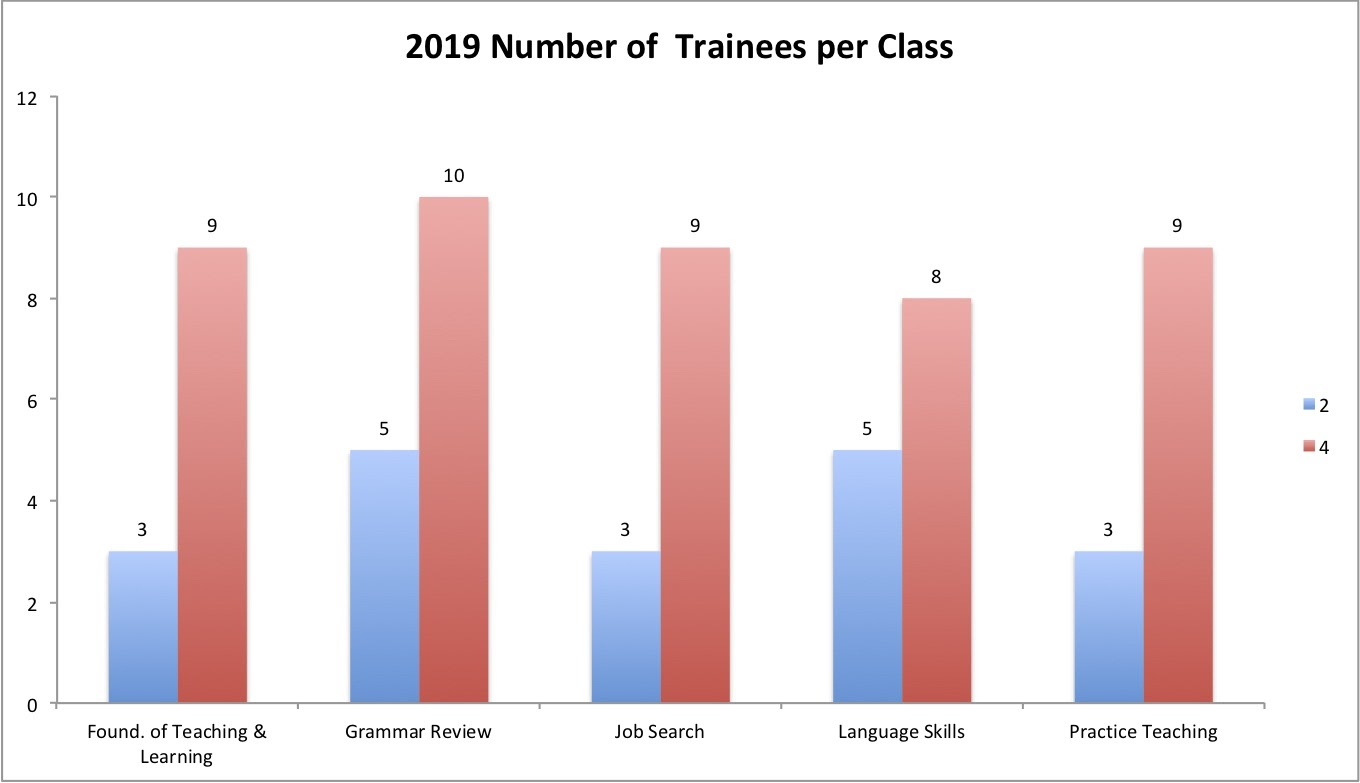 2019 Number of  Trainees per Class
12
10
8
6
4
2
0
3
9
5
10
3
9
5
8
3
9
Found. of Teaching &
Learning
Grammar Review
Job Search
Language Skills
Practice Teaching
2
4